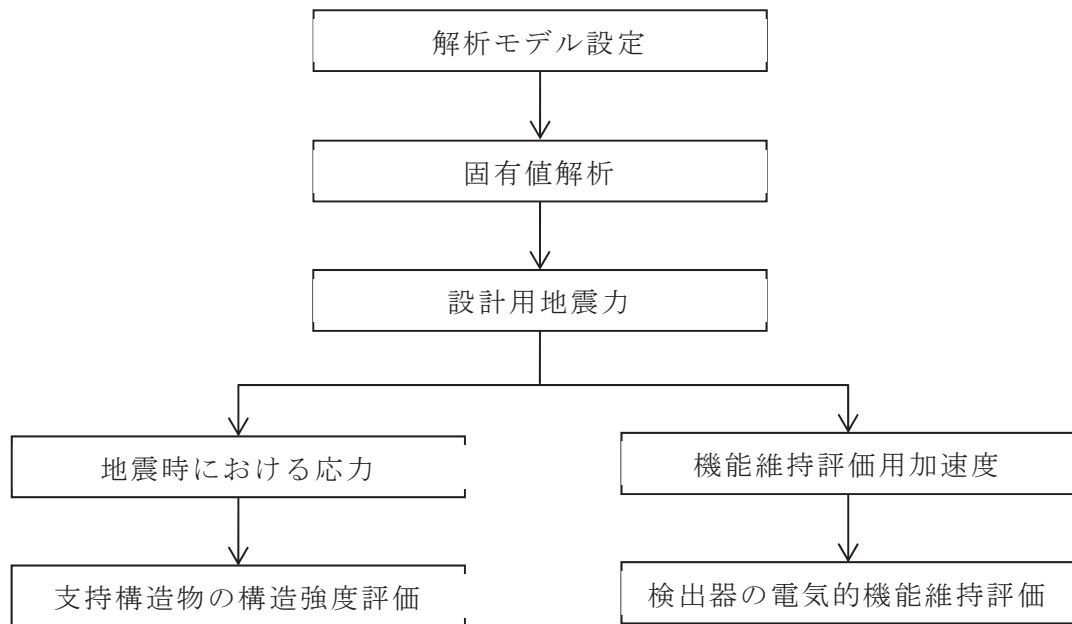 解析モデル設定
固有値解析
設計用地震力
地震時における応力
機能維持評価用加速度
支持構造物の構造強度評価
検出器の電気的機能維持評価